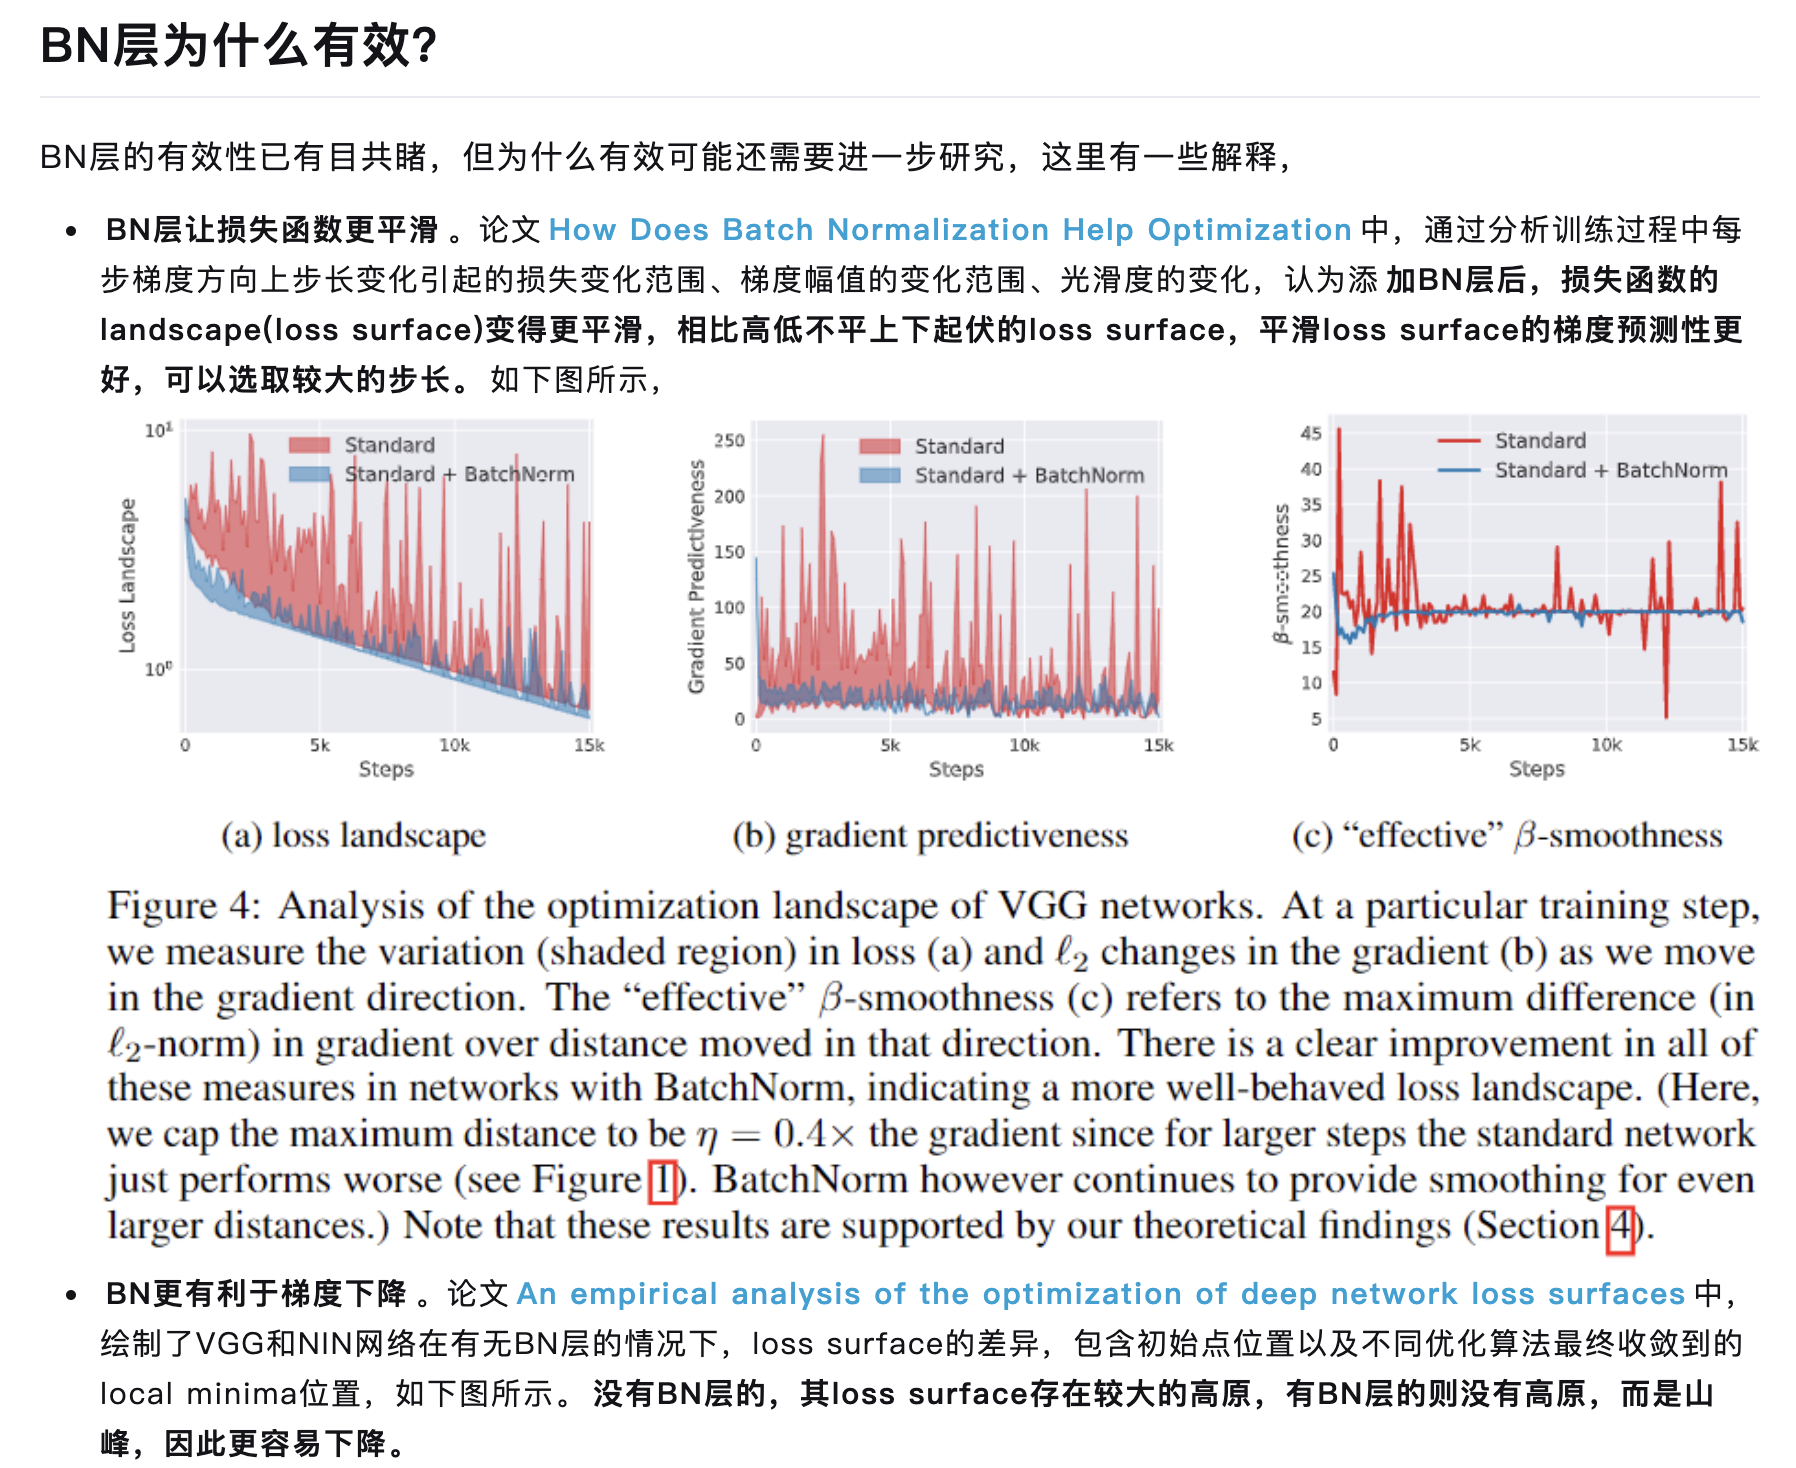 BN层为什么有效？
BN层的有效性已有目共睹，但为什么有效可能还需要进一步研究，这里有一些解释，
• BN层让损失函数更平滑 。论文 How Does Batch Normalization Help Optimization 中，通过分析训练过程中每
步梯度方向上步长变化引起的损失变化范围、梯度幅值的变化范围、光滑度的变化，认为添 加BN层后，损失函数的
landscape(loss surface)变得更平滑，相比高低不平上下起伏的loss surface，平滑loss surface的梯度预测性更
好，可以选取较大的步长。 如下图所示，
10¹
10⁰
Loss Landscape
Standard
Standard + BatchNorm
0 5k 10k 15k
Steps
(a) loss landscape
250
200
150
100
50
0
Gradient Predictiveness
Standard
Standard + BatchNorm
0 5k 10k 15k
Steps
(b) gradient predictiveness
45
40
35
30
25
20
15
10
5
β-smoothness
Standard
Standard + BatchNorm
0 5k 10k 15k
Steps
(c) “effective” β-smoothness
Figure 4: Analysis of the optimization landscape of VGG networks. At a particular training step,
we measure the variation (shaded region) in loss (a) and ℓ₂ changes in the gradient (b) as we move
in the gradient direction. The “effective” β-smoothness (c) refers to the maximum difference (in
ℓ₂-norm) in gradient over distance moved in that direction. There is a clear improvement in all of
these measures in networks with BatchNorm, indicating a more well-behaved loss landscape. (Here,
we cap the maximum distance to be η = 0.4× the gradient since for larger steps the standard network
just performs worse (see Figure 1). BatchNorm however continues to provide smoothing for even
larger distances.) Note that these results are supported by our theoretical findings (Section 4).
• BN更有利于梯度下降 。论文 An empirical analysis of the optimization of deep network loss surfaces 中，
绘制了VGG和NIN网络在有无BN层的情况下，loss surface的差异，包含初始点位置以及不同优化算法最终收敛到的
local minima位置，如下图所示。 没有BN层的，其loss surface存在较大的高原，有BN层的则没有高原，而是山
峰，因此更容易下降。